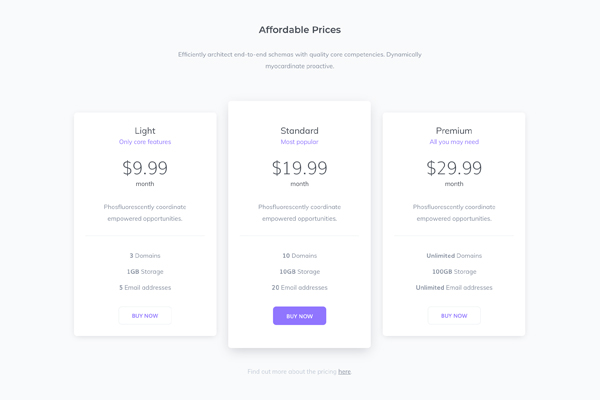 Affordable Prices
Efficiently architect end-to-end schemas with quality core competencies. Dynamically
myocardinate proactive.
Light
Only core features
$9.99
month
Phosfluorescently coordinate
empowered opportunities.
3 Domains
1GB Storage
5 Email addresses
BUY NOW
Standard
Most popular
$19.99
month
Phosfluorescently coordinate
empowered opportunities.
10 Domains
10GB Storage
20 Email addresses
BUY NOW
Premium
All you may need
$29.99
month
Phosfluorescently coordinate
empowered opportunities.
Unlimited Domains
100GB Storage
Unlimited Email addresses
BUY NOW
Find out more about the pricing here.